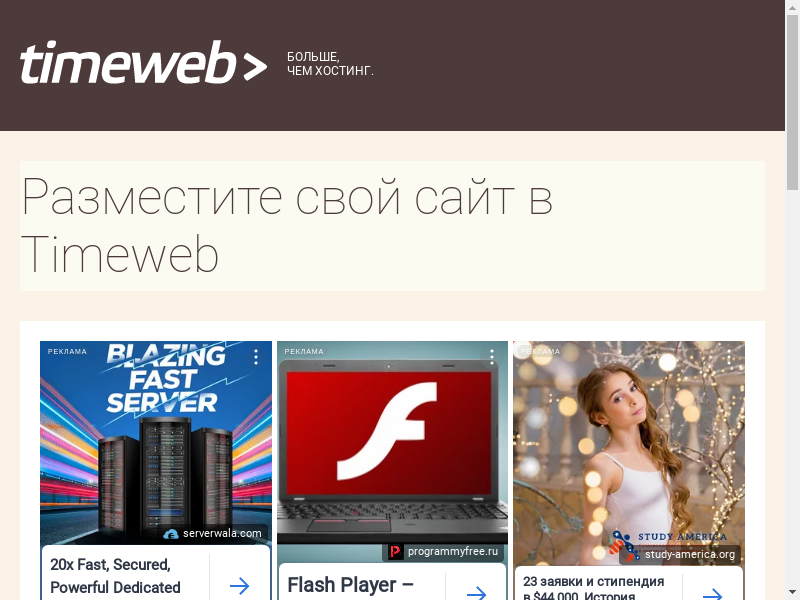 timeweb>
БОЛЬШЕ,
ЧЕМ ХОСТИНГ.
Разместите свой сайт в
Timeweb
РЕКЛАМА
BLAZING
FAST
SERVER
serverwala.com
20x Fast, Secured,
Powerful Dedicated
РЕКЛАМА
programmyfree.ru
Flash Player –
РЕКЛАМА
STUDY AMERICA
study-america.org
23 заявки и стипендия
в $44 000. История